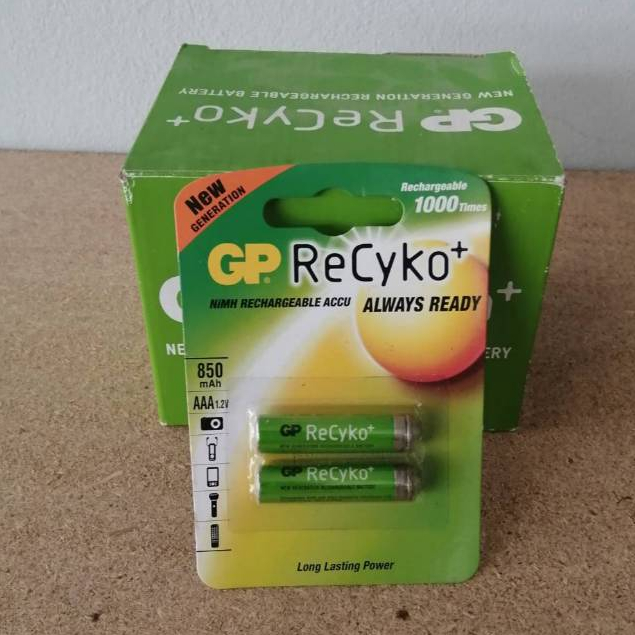 NEW GENERATION RECHARGEABLE BATTERY
GP ReCyko+
New
GENERATION
Rechargeable
1000 Times
GP ReCyko+
NiMH RECHARGEABLE ACCU ALWAYS READY
850
mAh
AAA 1.2V
GP ReCyko+
GP ReCyko+
Long Lasting Power